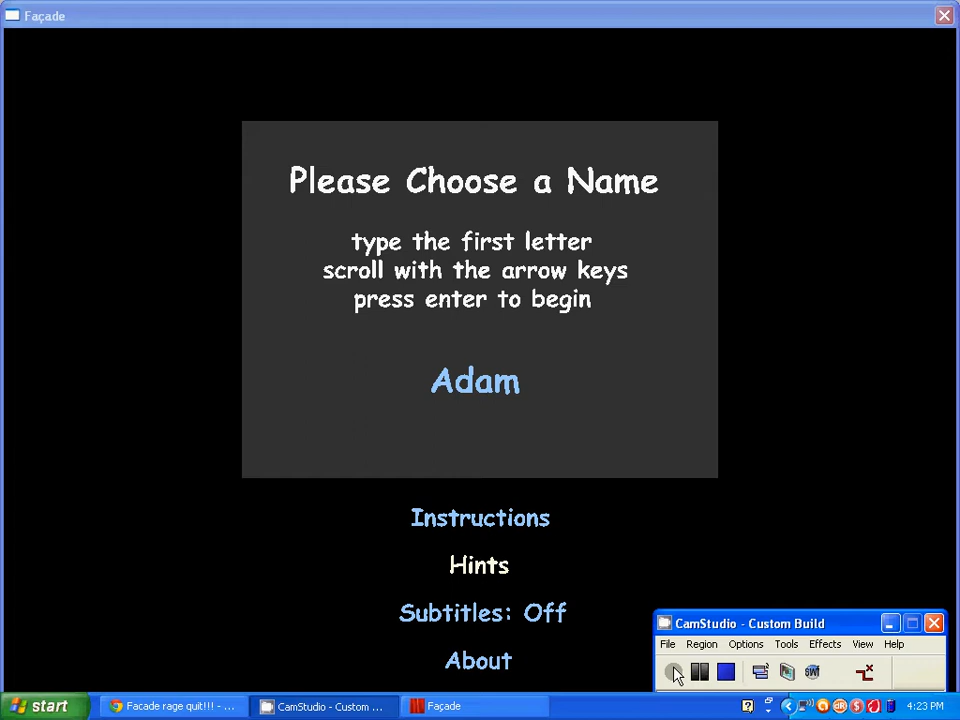 Façade
Please Choose a Name
type the first letter
scroll with the arrow keys
press enter to begin
Adam
Instructions
Hints
Subtitles: Off
About
CamStudio - Custom Build
File Region Options Tools Effects View Help
start
Facade rage quit!!! - ...
CamStudio - Custom ...
Façade
4:23 PM